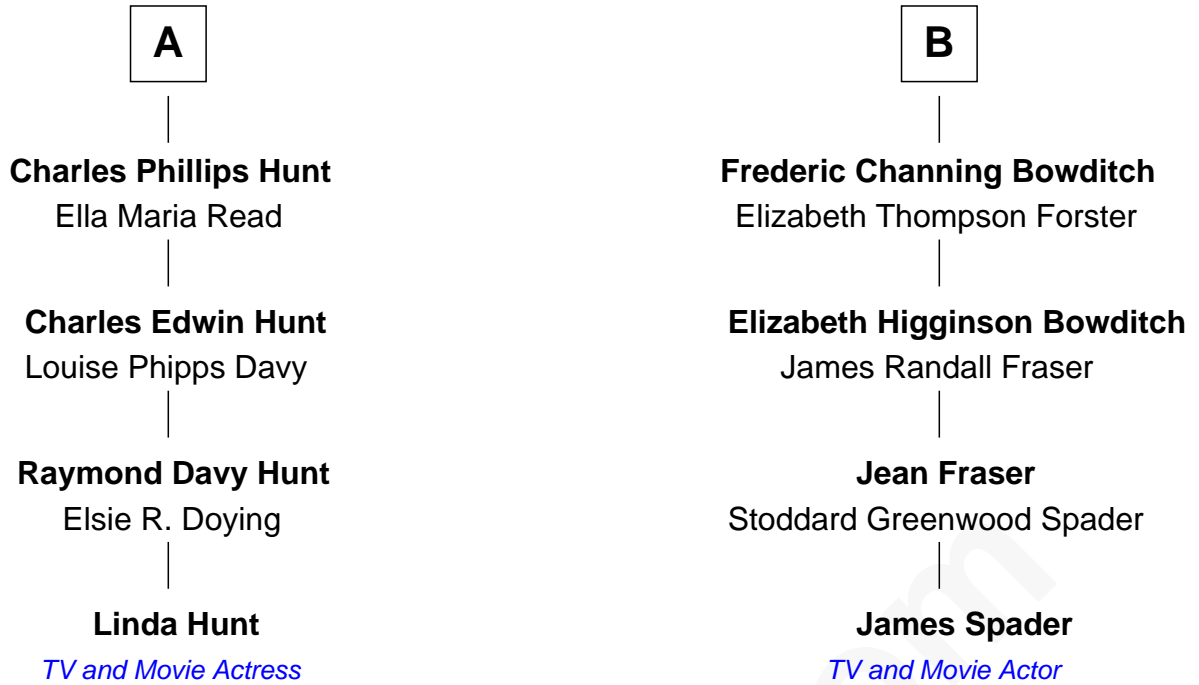 A
B
Charles Phillips Hunt
Ella Maria Read
Frederic Channing Bowditch
Elizabeth Thompson Forster
Charles Edwin Hunt
Louise Phipps Davy
Elizabeth Higginson Bowditch
James Randall Fraser
Raymond Davy Hunt
Elsie R. Doying
Jean Fraser
Stoddard Greenwood Spader
Linda Hunt
TV and Movie Actress
James Spader
TV and Movie Actor